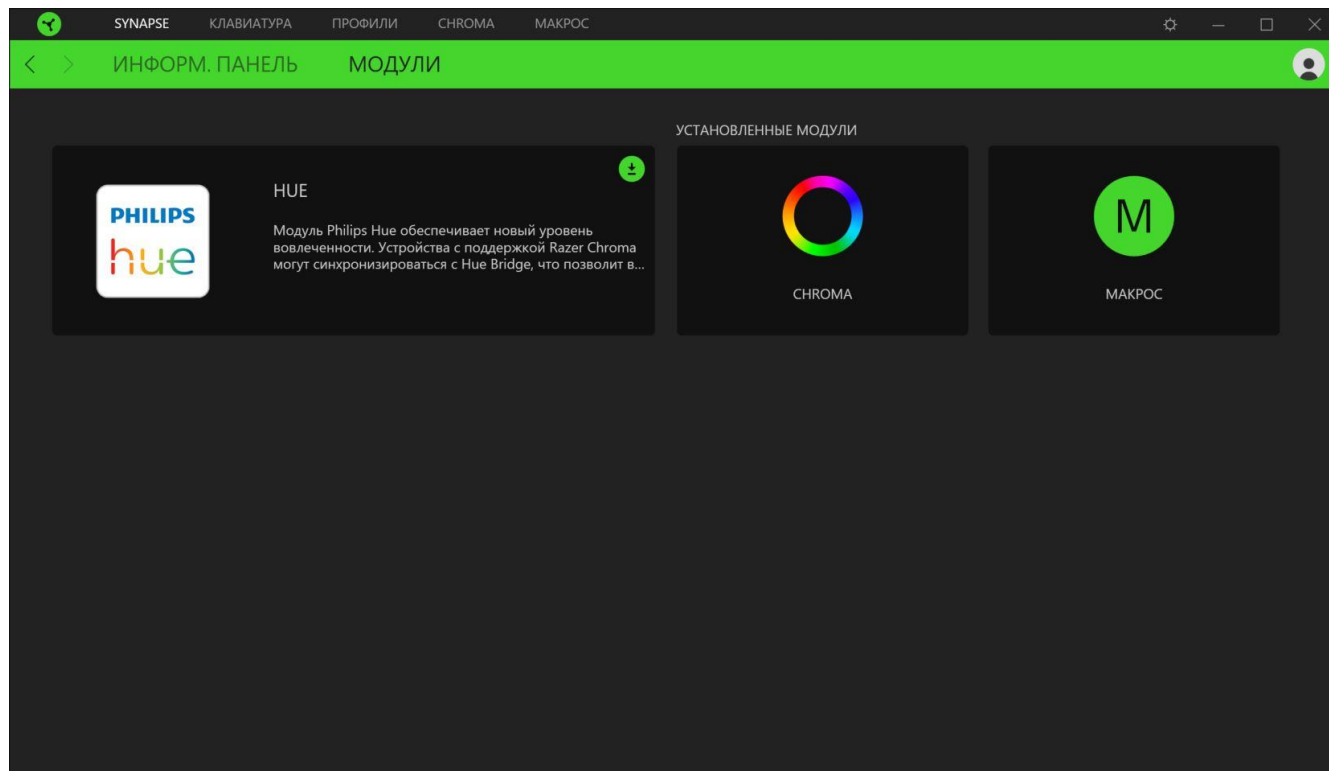 SYNAPSE КЛАВИАТУРА ПРОФИЛИ CHROMA МАКРОС
ИНФОРМ. ПАНЕЛЬ МОДУЛИ
УСТАНОВЛЕННЫЕ МОДУЛИ
PHILIPS
hue
HUE
Модуль Philips Hue обеспечивает новый уровень
вовлеченности. Устройства с поддержкой Razer Chroma
могут синхронизироваться с Hue Bridge, что позволит в...
CHROMA
M
МАКРОС